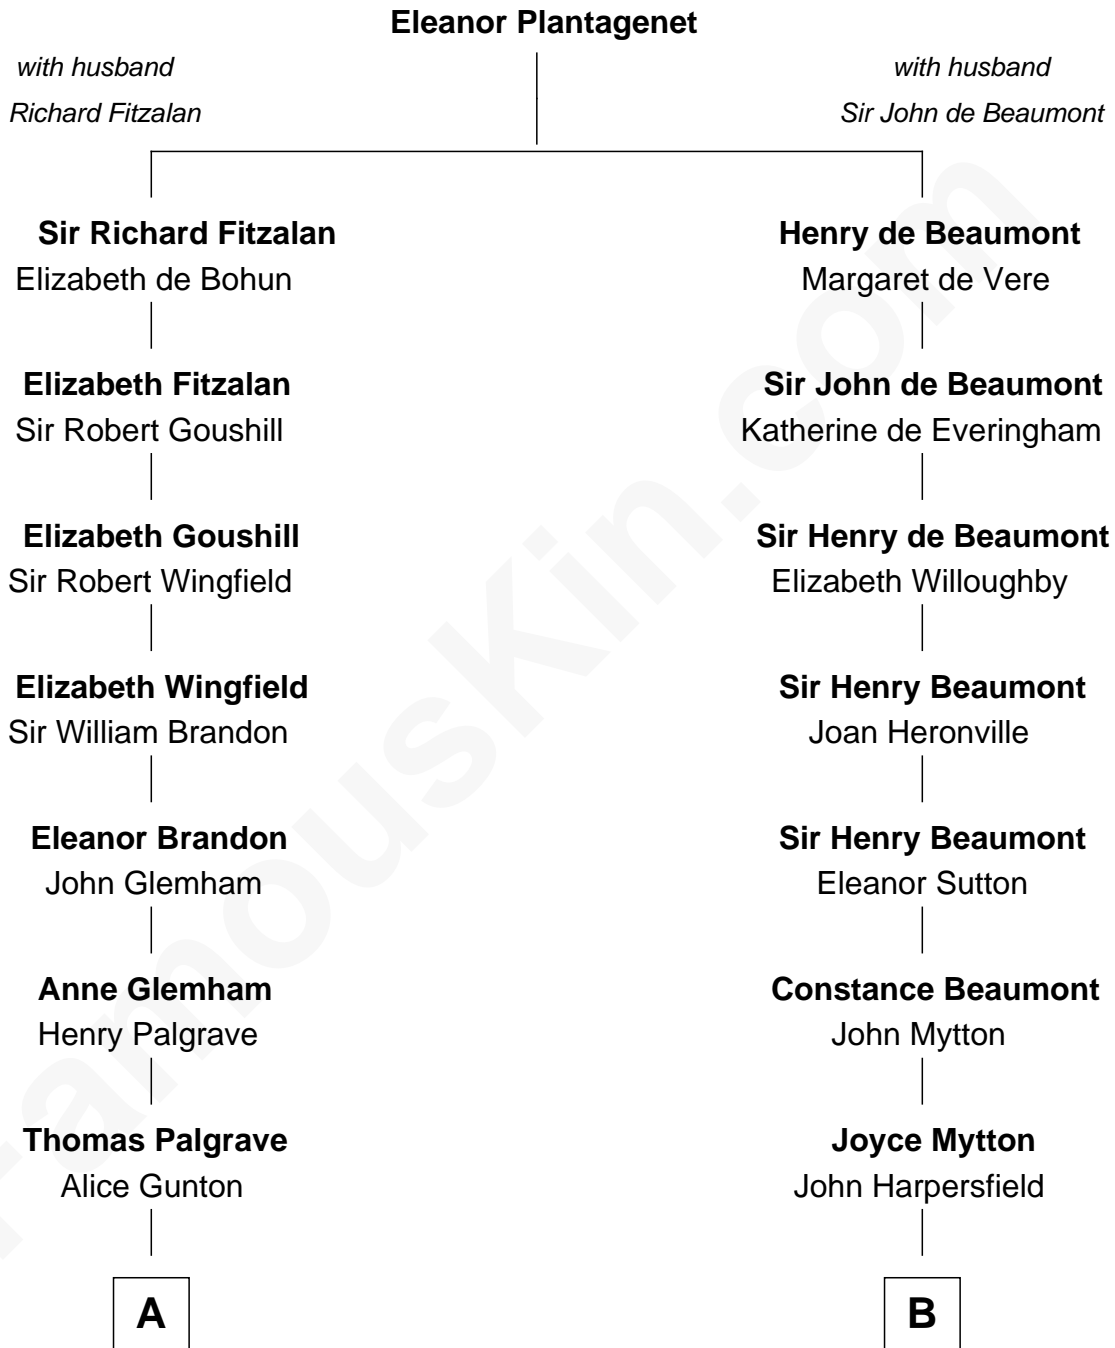 Eleanor Plantagenet
with husband
Richard Fitzalan
with husband
Sir John de Beaumont
Sir Richard Fitzalan
Elizabeth de Bohun
Henry de Beaumont
Margaret de Vere
Elizabeth Fitzalan
Sir Robert Goushill
Sir John de Beaumont
Katherine de Everingham
Elizabeth Goushill
Sir Robert Wingfield
Sir Henry de Beaumont
Elizabeth Willoughby
Elizabeth Wingfield
Sir William Brandon
Sir Henry Beaumont
Joan Heronville
Eleanor Brandon
John Glemham
Sir Henry Beaumont
Eleanor Sutton
Anne Glemham
Henry Palgrave
Constance Beaumont
John Mytton
Thomas Palgrave
Alice Gunton
Joyce Mytton
John Harpersfield
A
B
FamousKin.com